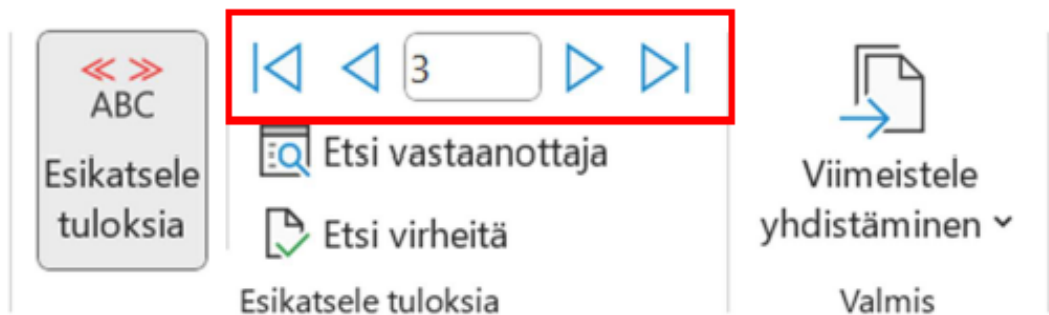 ABC
Esikatsele
tuloksia
3
Etsi vastaanottaja
Etsi virheitä
Esikatsele tuloksia
Viimeistele
yhdistäminen
Valmis